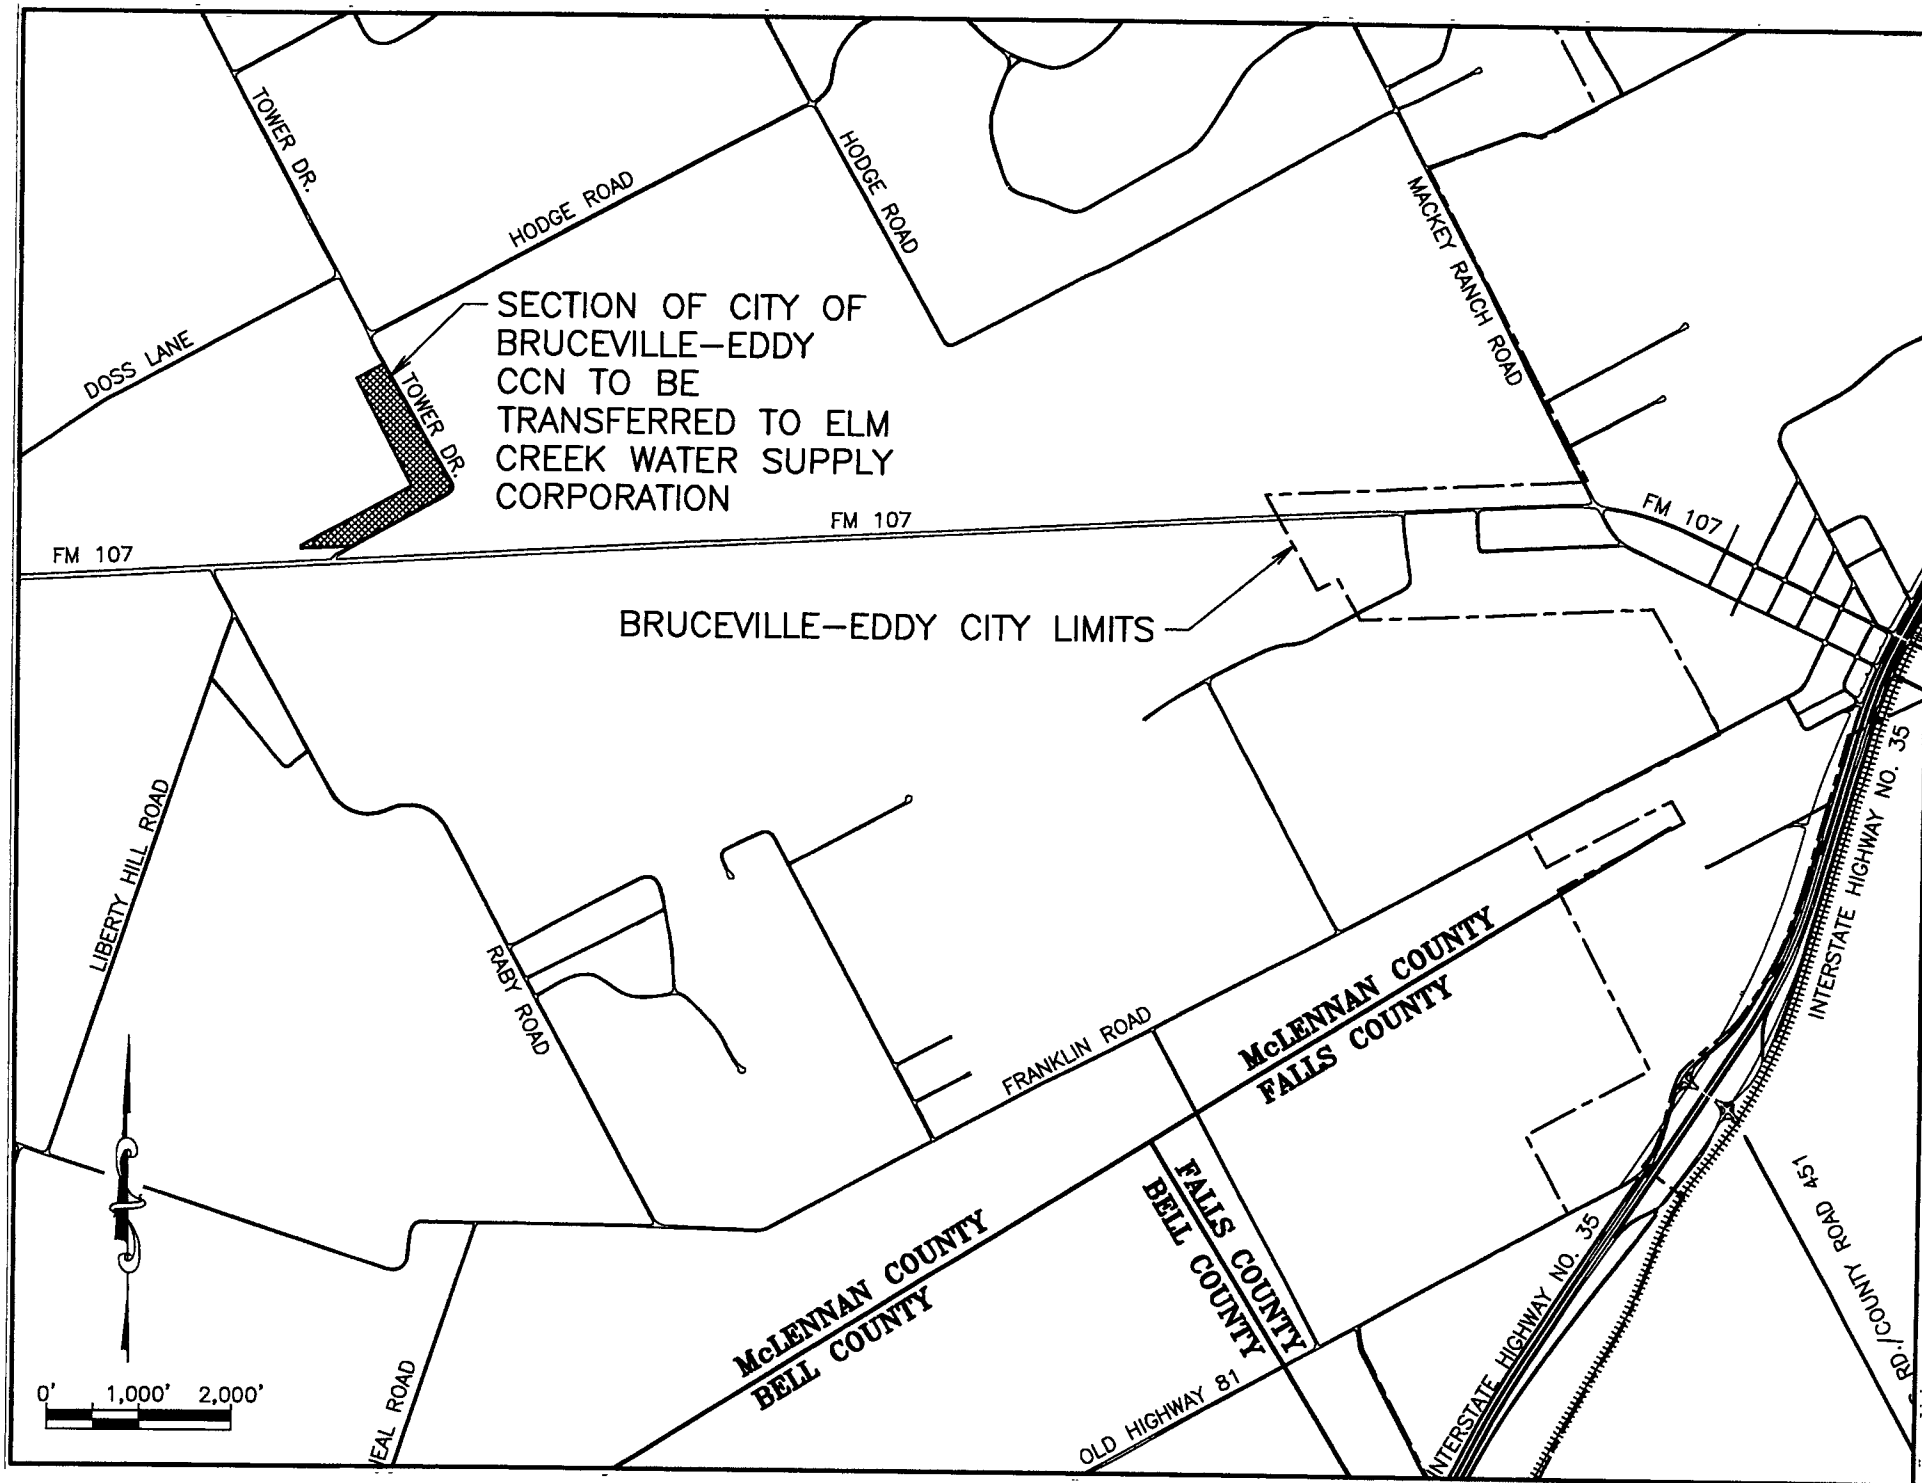 TOWER DR.
HODGE ROAD
HODGE ROAD
MACKEY RANCH ROAD
DOSS LANE
SECTION OF CITY OF
BRUCEVILLE-EDDY
CCN TO BE
TRANSFERRED TO ELM
CREEK WATER SUPPLY
CORPORATION
TOWER DR.
FM 107
FM 107
FM 107
BRUCEVILLE-EDDY CITY LIMITS
LIBERTY HILL ROAD
RABY ROAD
FRANKLIN ROAD
McLENNAN COUNTY
FALLS COUNTY
INTERSTATE HIGHWAY NO. 35
FALLS COUNTY
BELL COUNTY
McLENNAN COUNTY
BELL COUNTY
INTERSTATE HIGHWAY NO. 35
RD./COUNTY ROAD 451
OLD HIGHWAY 81
EAL ROAD
0' 1,000' 2,000'